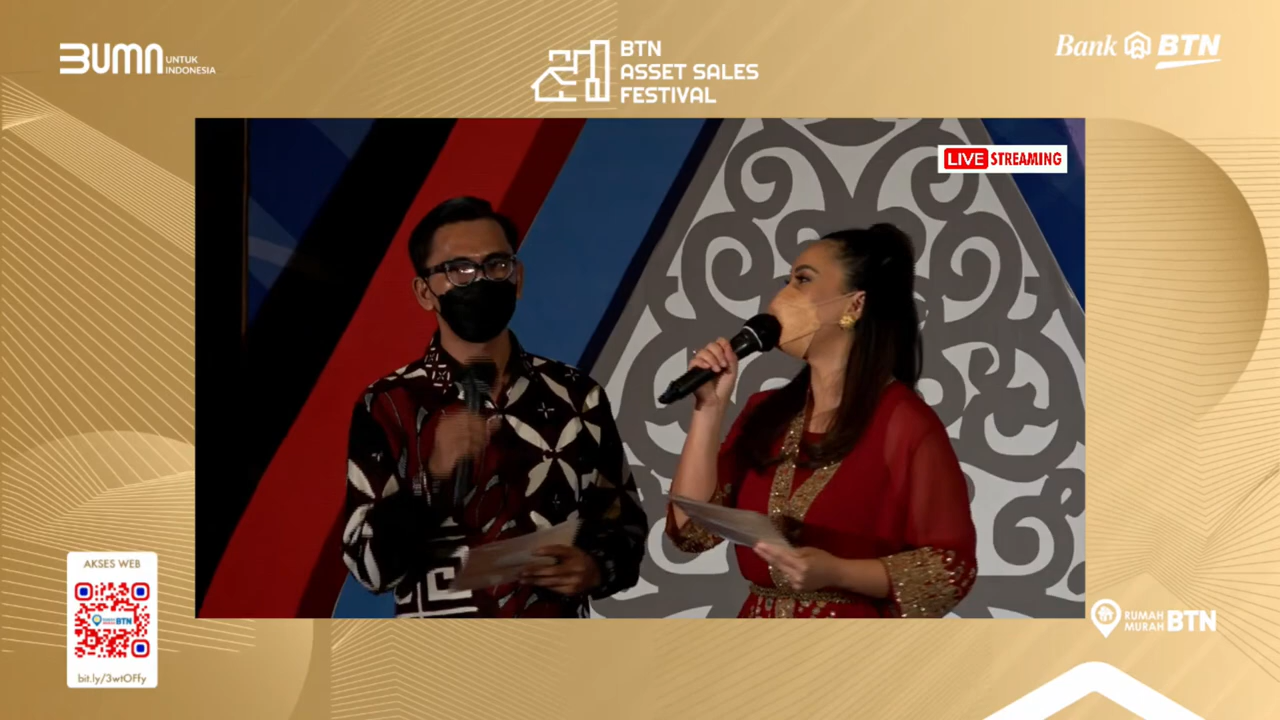 BUMN
UNTUK
INDONESIA
BTN
ASSET SALES
FESTIVAL
Bank BTN
LIVE STREAMING
AKSES WEB
BTN
bit.ly/3wtOFfy
RUMAH
MURAH BTN